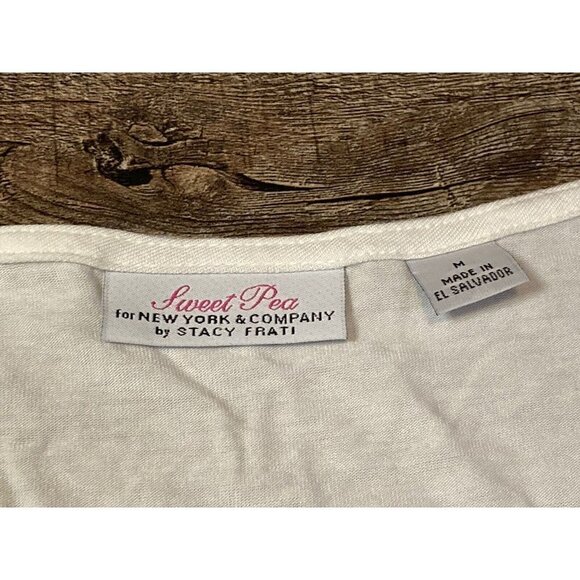 Sweet Pea
for NEW YORK & COMPANY
by STACY FRATI
M
MADE IN
EL SALVADOR